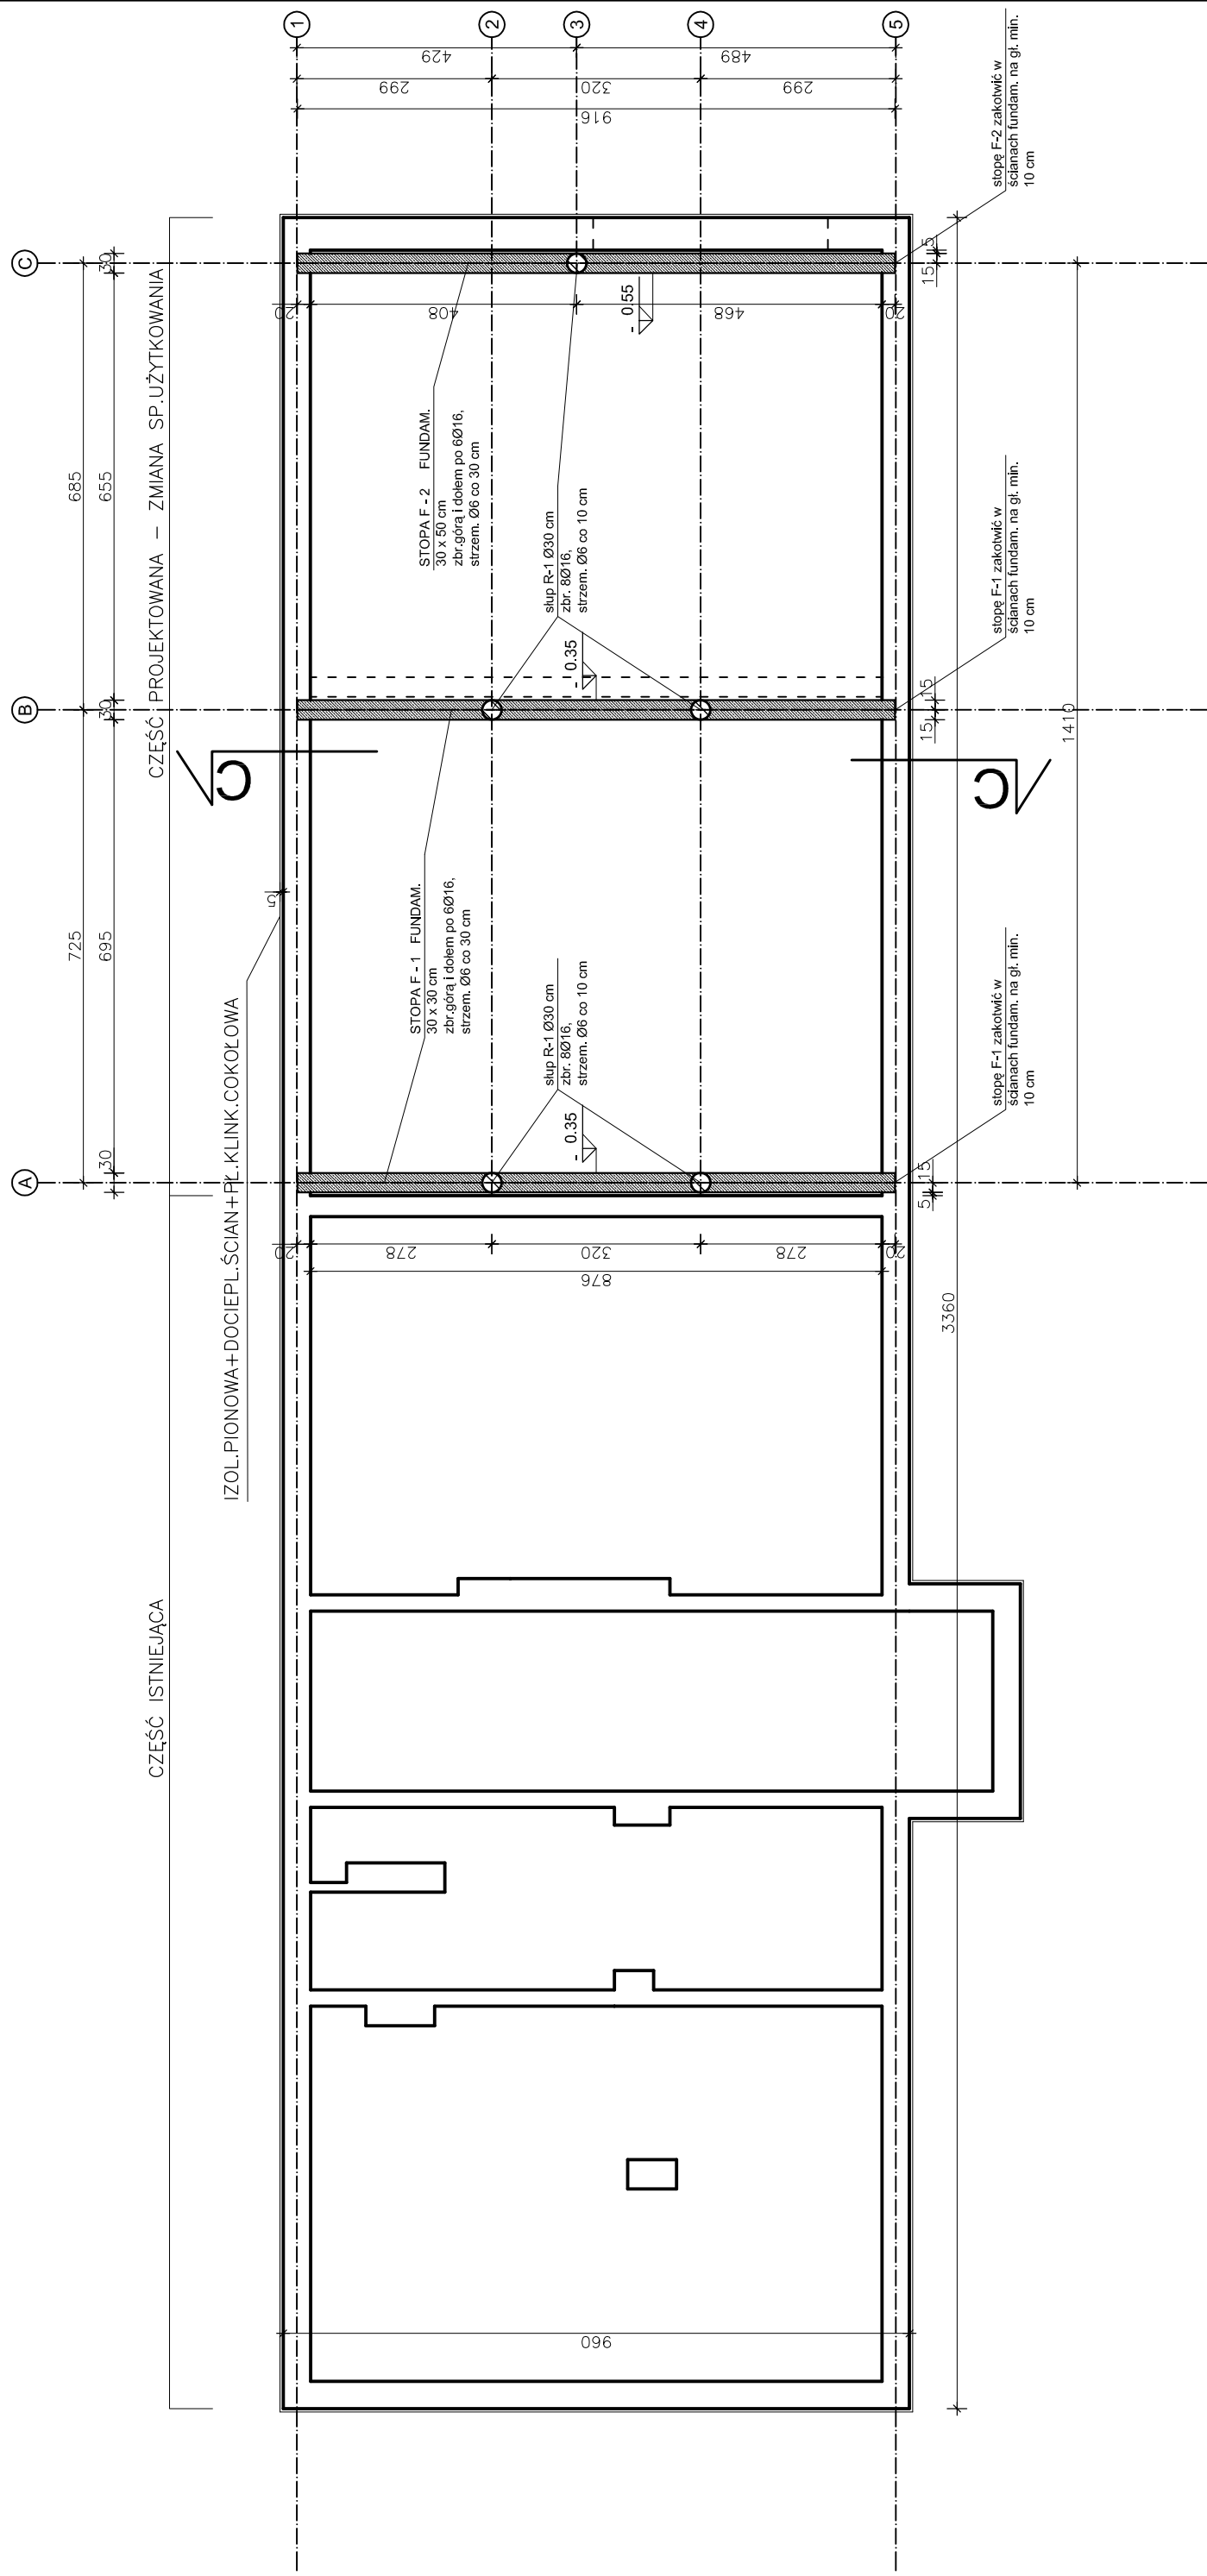 CZĘŚĆ ISTNIEJĄCA
CZĘŚĆ PROJEKTOWANA – ZMIANA SP.UŻYTKOWANIA
A
B
C
725
685
30
695
30
655
30
IZOL.PIONOWA+DOCIEPL.ŚCIAN+PŁ.KLINK.COKOŁOWA
5
1
2
3
4
5
429
489
299
320
299
916
STOPA F - 1 FUNDAM.
30 x 30 cm
zbr.górą i dołem po 6Ø16,
strzem. Ø6 co 30 cm
STOPA F - 2 FUNDAM.
30 x 50 cm
zbr.górą i dołem po 6Ø16,
strzem. Ø6 co 30 cm
słup R-1 Ø30 cm
zbr. 8Ø16,
strzem. Ø6 co 10 cm
słup R-1 Ø30 cm
zbr. 8Ø16,
strzem. Ø6 co 10 cm
- 0.35
- 0.35
- 0.55
20
408
468
20
20
278
320
278
20
876
960
C
C
5
15
15
15
15
5
3360
1410
stopę F-1 zakotwić w
ścianach fundam. na gł. min.
10 cm
stopę F-1 zakotwić w
ścianach fundam. na gł. min.
10 cm
stopę F-2 zakotwić w
ścianach fundam. na gł. min.
10 cm